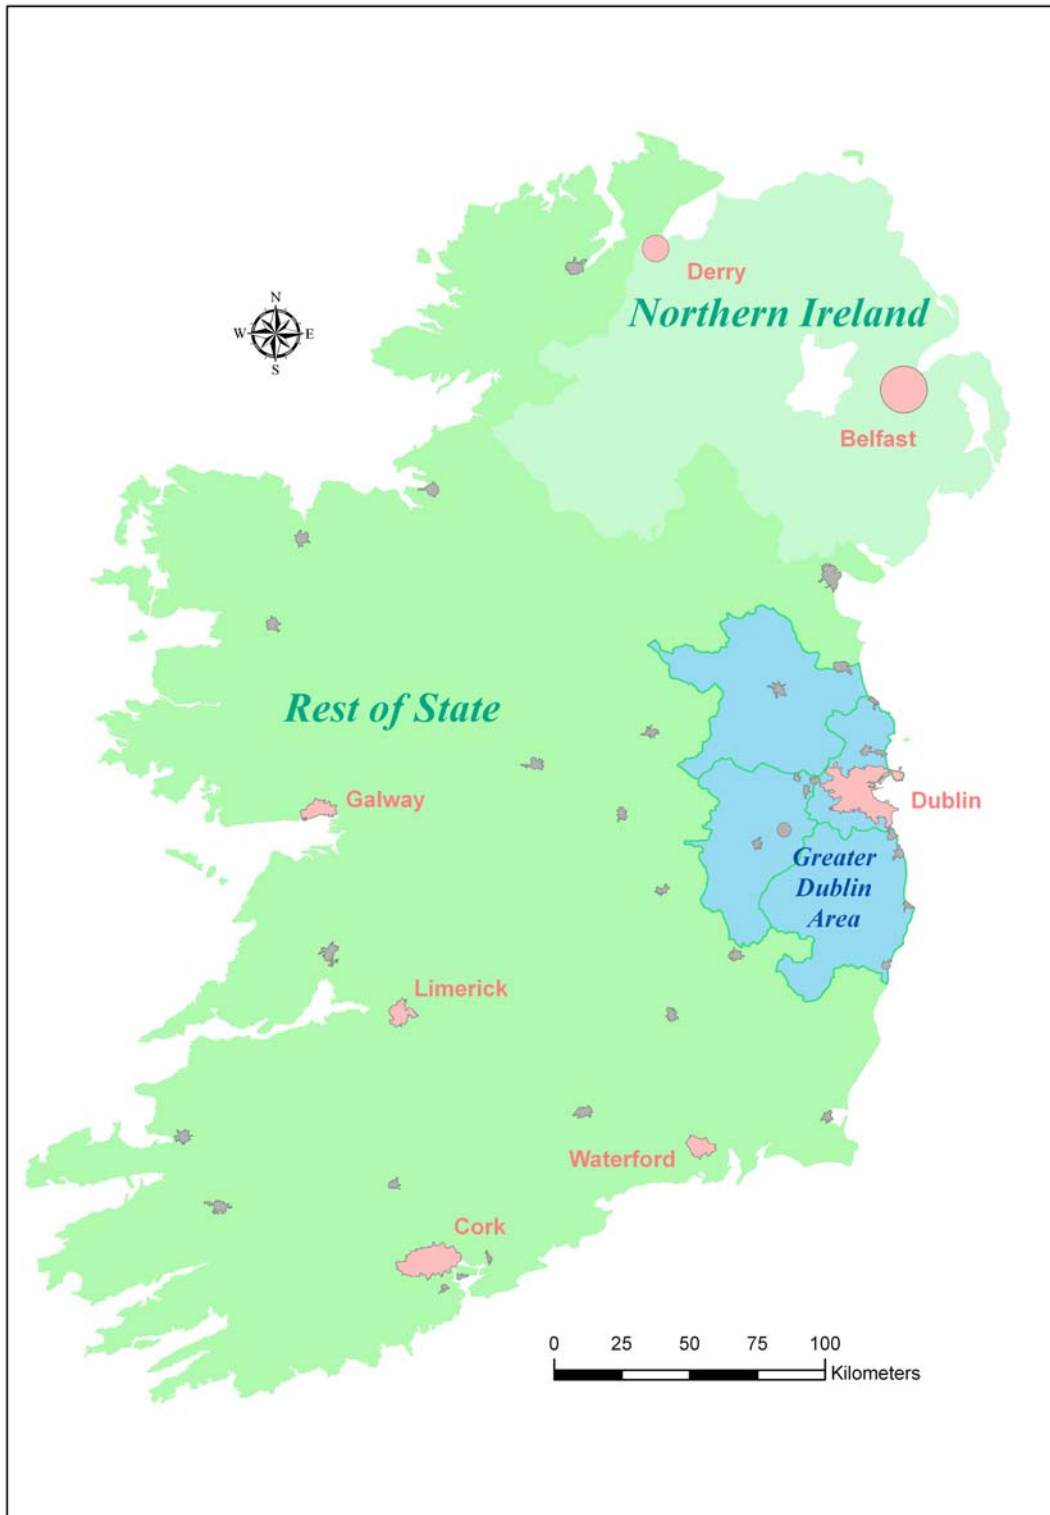 Derry
Northern Ireland
N
W E
S
Belfast
Rest of State
Galway
Dublin
Greater
Dublin
Area
Limerick
Waterford
Cork
0 25 50 75 100
Kilometers